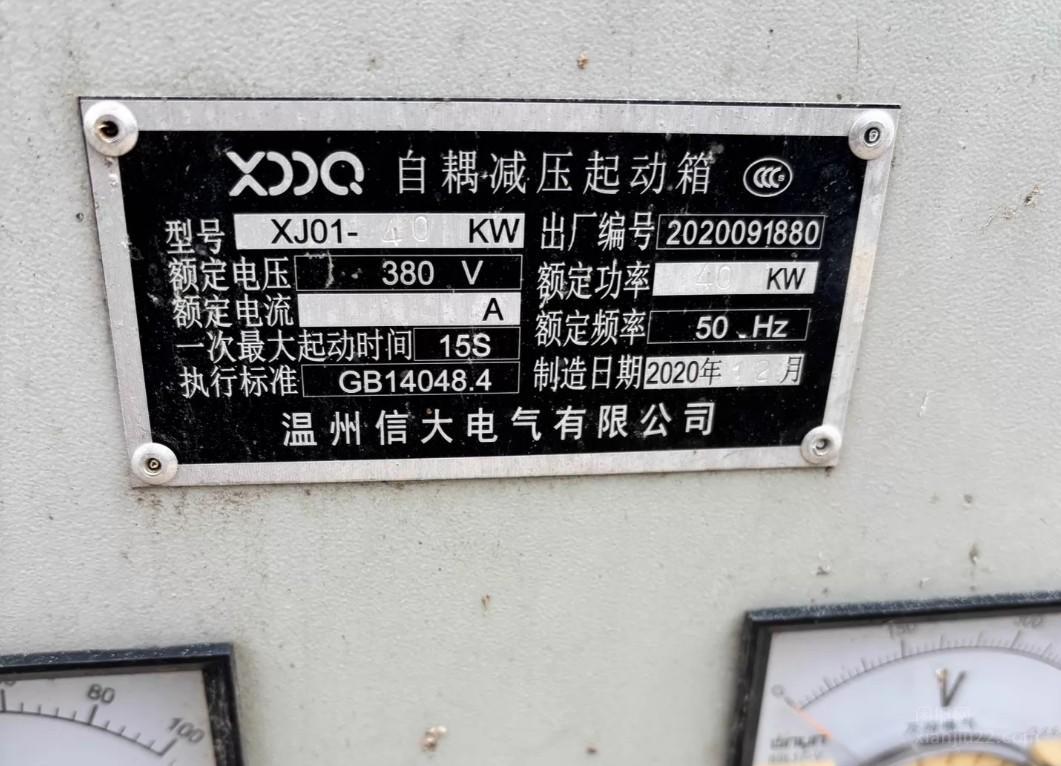 XDDQ 自耦减压起动箱 CCC
型号 XJ01-40 KW 出厂编号 2020091880
额定电压 380 V 额定功率 40 KW
额定电流 A 额定频率 50 Hz
一次最大起动时间 15S 制造日期 2020年12月
执行标准 GB14048.4
温州信大电气有限公司
80
100
0
150
300
V